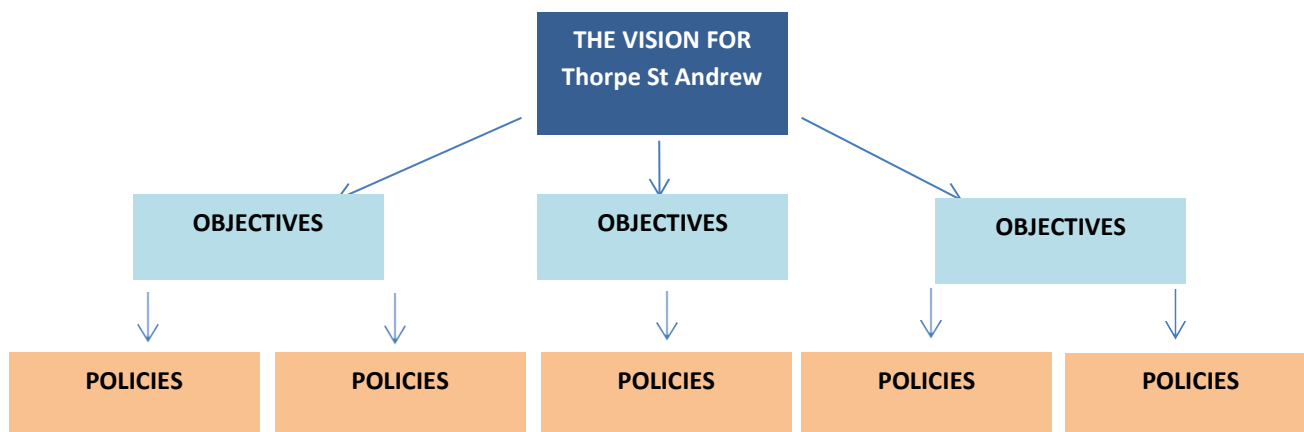 THE VISION FOR
Thorpe St Andrew
OBJECTIVES
OBJECTIVES
OBJECTIVES
POLICIES
POLICIES
POLICIES
POLICIES
POLICIES